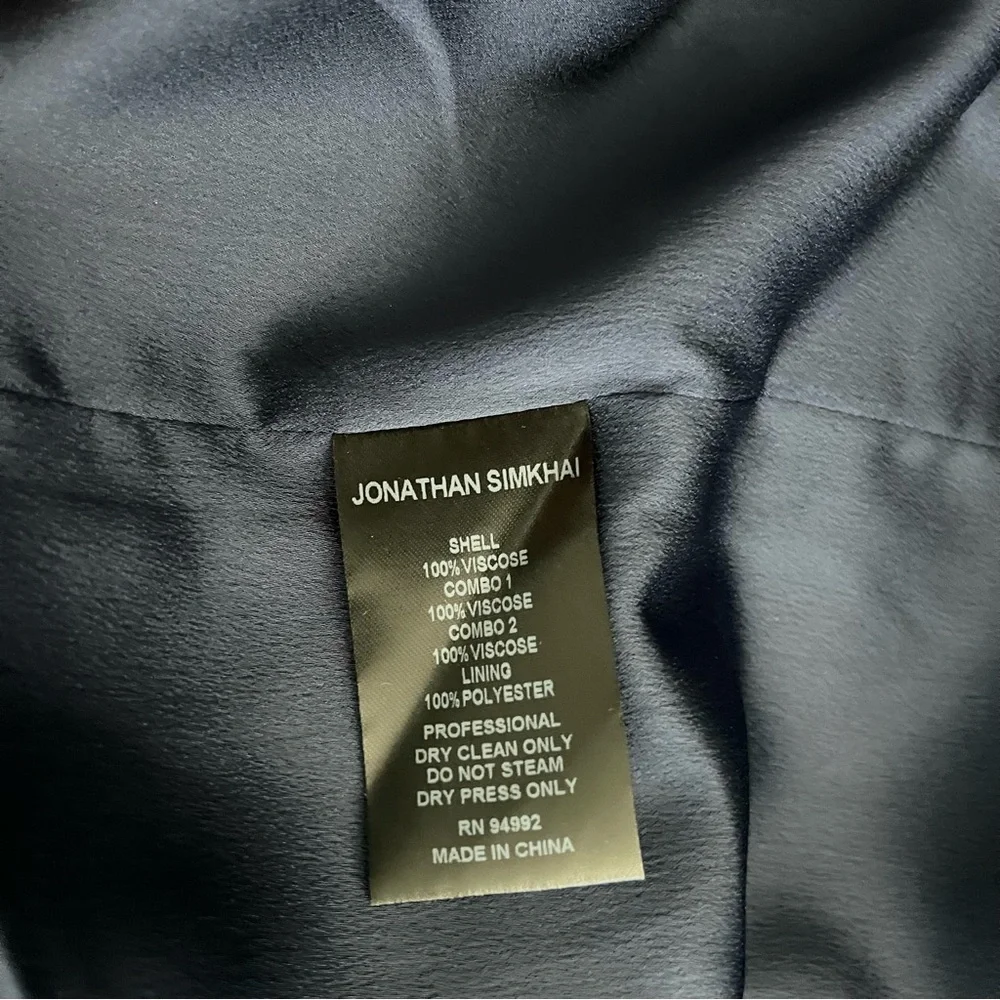 JONATHAN SIMKHAI
SHELL
100% VISCOSE
COMBO 1
100% VISCOSE
COMBO 2
100% VISCOSE
LINING
100% POLYESTER
PROFESSIONAL
DRY CLEAN ONLY
DO NOT STEAM
DRY PRESS ONLY
RN 94992
MADE IN CHINA